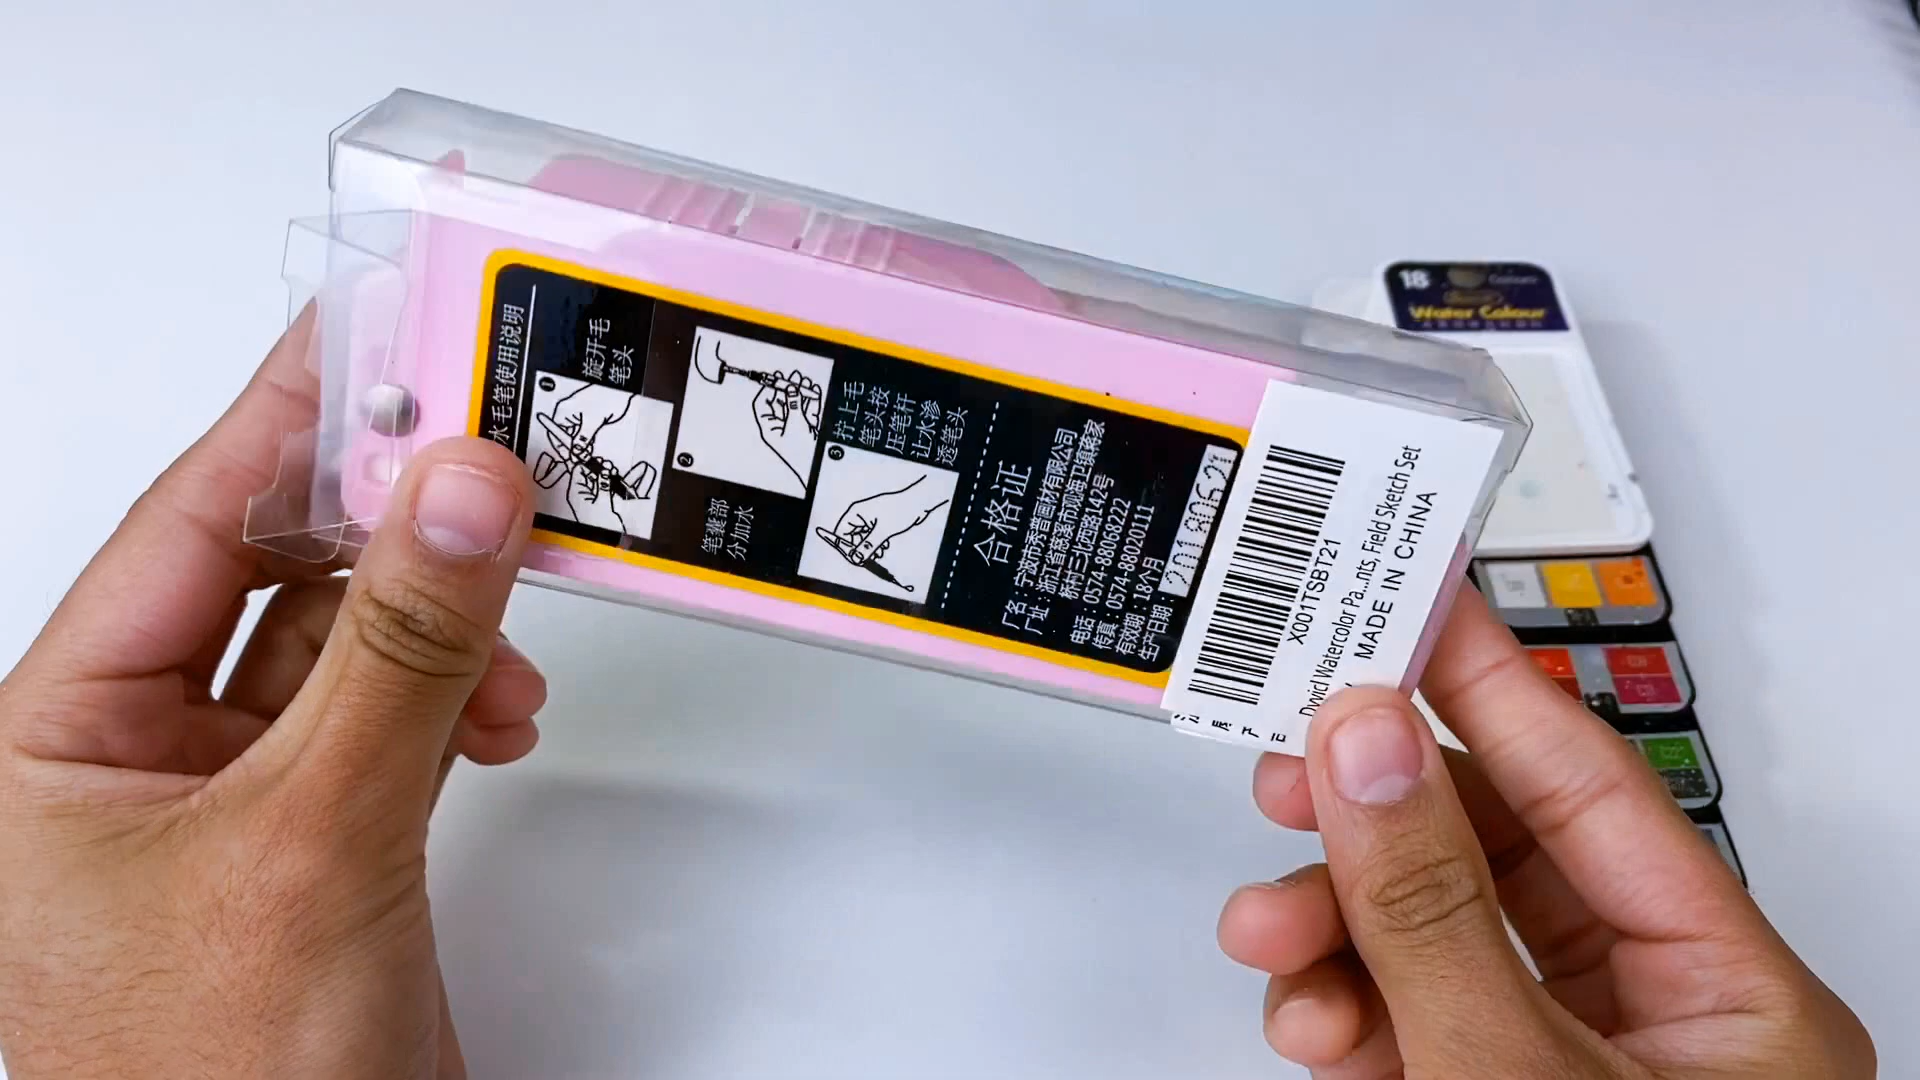 水毛笔使用说明
1
旋开毛
笔头
2
笔囊部
分加水
3
拧上毛
笔头按
压笔杆
让水渗
透笔头
合格证
厂名：宁波市秀普画材有限公司
厂址：浙江省慈溪市观海卫镇蒋家
桥村三北西路142号
电话：0574-88068222
传真：0574-88020111
有效期：18个月
生产日期：
X001TSBT21
Dwicl Watercolor Pa...nts, Field Sketch Set
MADE IN CHINA
18 Colours
Water Colour